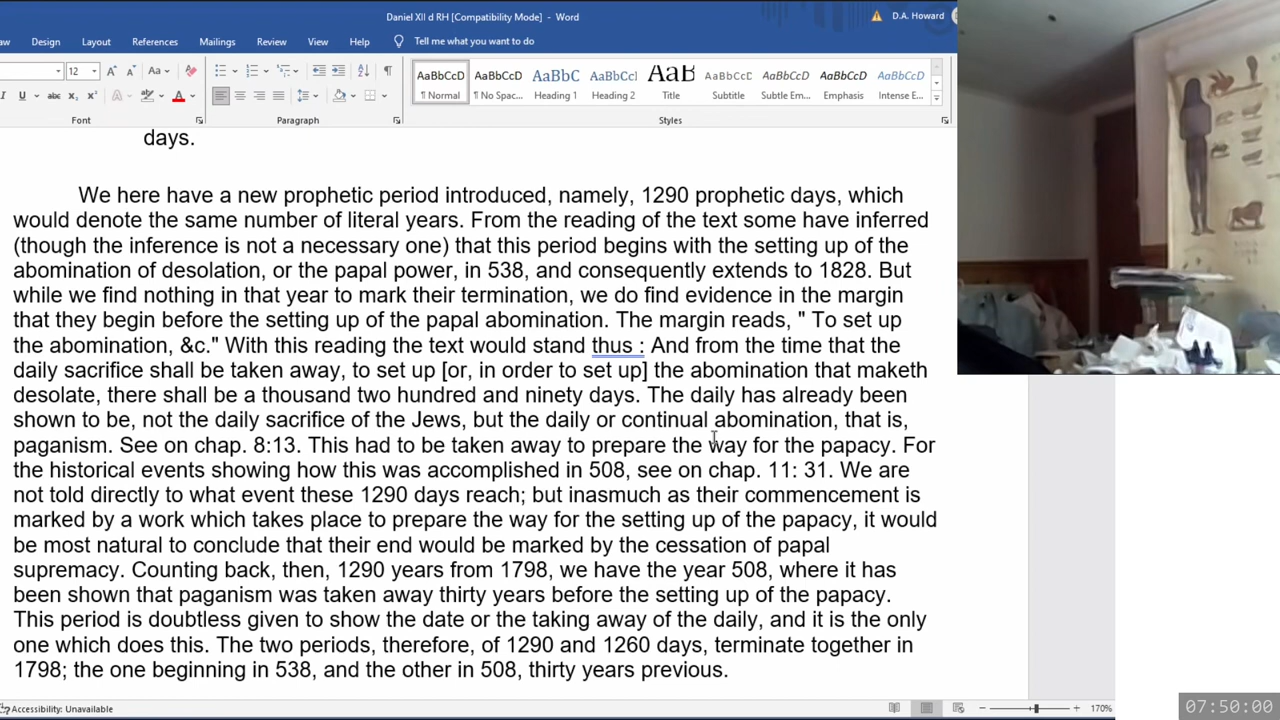 Daniel XII d RH [Compatibility Mode] - Word
D.A. Howard
aw Design Layout References Mailings Review View Help Tell me what you want to do
12
Aa
AaBbCcD AaBbCcD AaBbC AaBbCcI AaB AaBbCcD AaBbCcD AaBbCcD AaBbCcD
¶ Normal ¶ No Spac... Heading 1 Heading 2 Title Subtitle Subtle Em... Emphasis Intense E...
Font Paragraph Styles
days.
We here have a new prophetic period introduced, namely, 1290 prophetic days, which
would denote the same number of literal years. From the reading of the text some have inferred
(though the inference is not a necessary one) that this period begins with the setting up of the
abomination of desolation, or the papal power, in 538, and consequently extends to 1828. But
while we find nothing in that year to mark their termination, we do find evidence in the margin
that they begin before the setting up of the papal abomination. The margin reads, " To set up
the abomination, &c." With this reading the text would stand thus : And from the time that the
daily sacrifice shall be taken away, to set up [or, in order to set up] the abomination that maketh
desolate, there shall be a thousand two hundred and ninety days. The daily has already been
shown to be, not the daily sacrifice of the Jews, but the daily or continual abomination, that is,
paganism. See on chap. 8:13. This had to be taken away to prepare the way for the papacy. For
the historical events showing how this was accomplished in 508, see on chap. 11: 31. We are
not told directly to what event these 1290 days reach; but inasmuch as their commencement is
marked by a work which takes place to prepare the way for the setting up of the papacy, it would
be most natural to conclude that their end would be marked by the cessation of papal
supremacy. Counting back, then, 1290 years from 1798, we have the year 508, where it has
been shown that paganism was taken away thirty years before the setting up of the papacy.
This period is doubtless given to show the date or the taking away of the daily, and it is the only
one which does this. The two periods, therefore, of 1290 and 1260 days, terminate together in
1798; the one beginning in 538, and the other in 508, thirty years previous.
Accessibility: Unavailable
170%
07:50:00